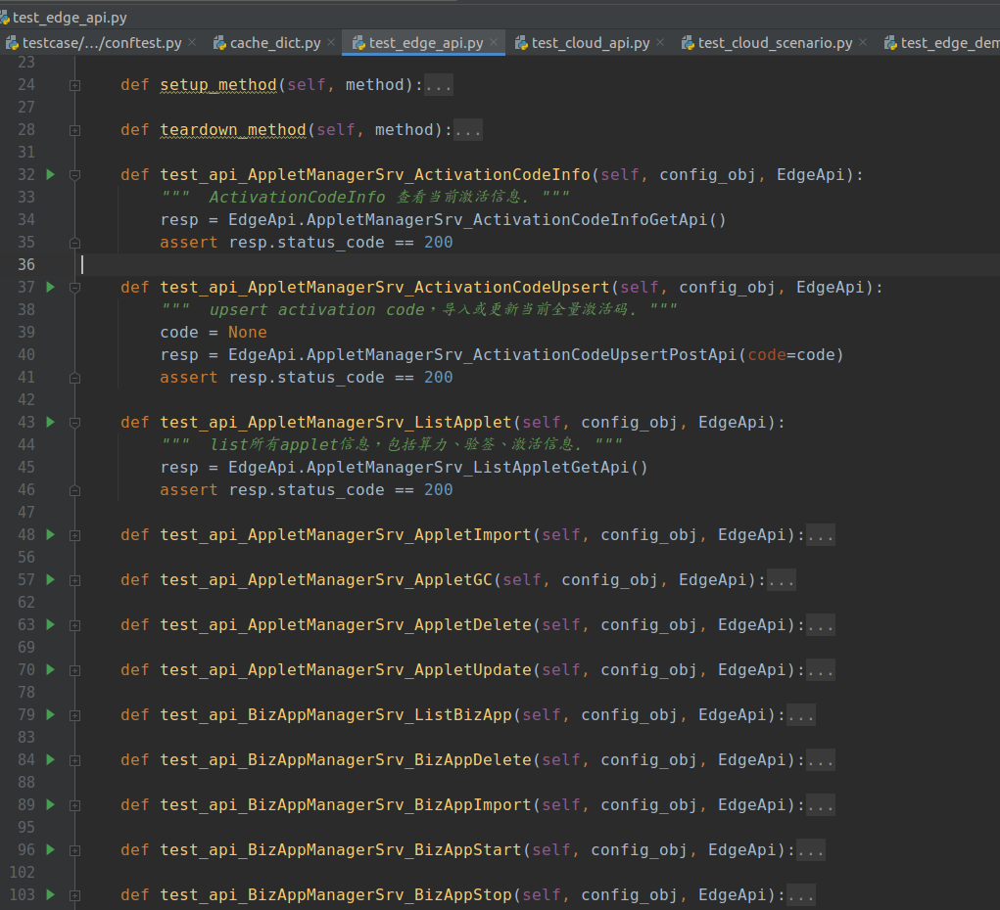 test_edge_api.py
testcase/.../conftest.py × cache_dict.py × test_edge_api.py × test_cloud_api.py × test_cloud_scenario.py × test_edge_dem
23
24 def setup_method(self, method):...
27
28 def teardown_method(self, method):...
31
32 def test_api_AppletManagerSrv_ActivationCodeInfo(self, config_obj, EdgeApi):
33 """ ActivationCodeInfo 查看当前激活信息. """
34 resp = EdgeApi.AppletManagerSrv_ActivationCodeInfoGetApi()
35 assert resp.status_code == 200
36
37 def test_api_AppletManagerSrv_ActivationCodeUpsert(self, config_obj, EdgeApi):
38 """ upsert activation code，导入或更新当前全量激活码. """
39 code = None
40 resp = EdgeApi.AppletManagerSrv_ActivationCodeUpsertPostApi(code=code)
41 assert resp.status_code == 200
42
43 def test_api_AppletManagerSrv_ListApplet(self, config_obj, EdgeApi):
44 """ list所有applet信息，包括算力、验签、激活信息. """
45 resp = EdgeApi.AppletManagerSrv_ListAppletGetApi()
46 assert resp.status_code == 200
47
48 def test_api_AppletManagerSrv_AppletImport(self, config_obj, EdgeApi):...
56
57 def test_api_AppletManagerSrv_AppletGC(self, config_obj, EdgeApi):...
62
63 def test_api_AppletManagerSrv_AppletDelete(self, config_obj, EdgeApi):...
69
70 def test_api_AppletManagerSrv_AppletUpdate(self, config_obj, EdgeApi):...
78
79 def test_api_BizAppManagerSrv_ListBizApp(self, config_obj, EdgeApi):...
83
84 def test_api_BizAppManagerSrv_BizAppDelete(self, config_obj, EdgeApi):...
88
89 def test_api_BizAppManagerSrv_BizAppImport(self, config_obj, EdgeApi):...
95
96 def test_api_BizAppManagerSrv_BizAppStart(self, config_obj, EdgeApi):...
102
103 def test_api_BizAppManagerSrv_BizAppStop(self, config_obj, EdgeApi):...